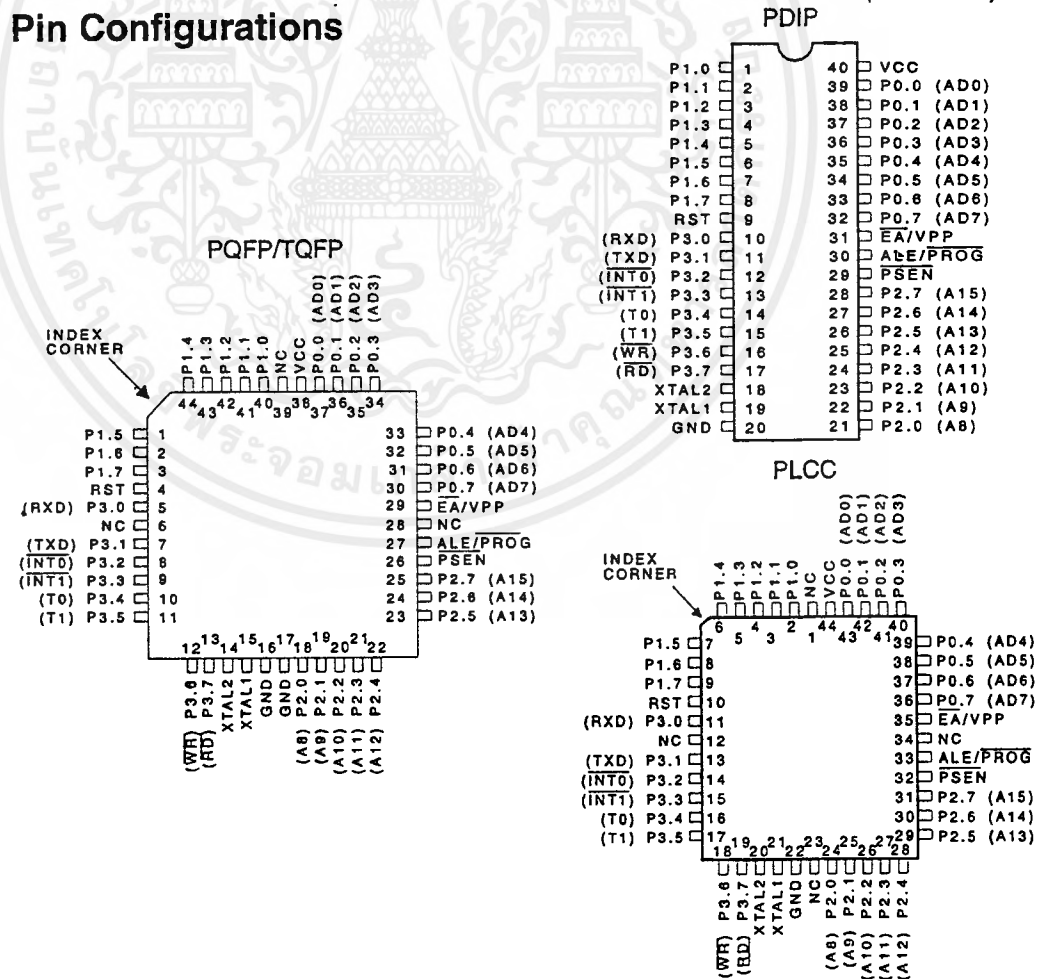 Pin Configurations
PDIP
P1.0 1 40 VCC
P1.1 2 39 P0.0 (AD0)
P1.2 3 38 P0.1 (AD1)
P1.3 4 37 P0.2 (AD2)
P1.4 5 36 P0.3 (AD3)
P1.5 6 35 P0.4 (AD4)
P1.6 7 34 P0.5 (AD5)
P1.7 8 33 P0.6 (AD6)
RST 9 32 P0.7 (AD7)
(RXD) P3.0 10 31 EA/VPP
(TXD) P3.1 11 30 ALE/PROG
(INT0) P3.2 12 29 PSEN
(INT1) P3.3 13 28 P2.7 (A15)
(T0) P3.4 14 27 P2.6 (A14)
(T1) P3.5 15 26 P2.5 (A13)
(WR) P3.6 16 25 P2.4 (A12)
(RD) P3.7 17 24 P2.3 (A11)
XTAL2 18 23 P2.2 (A10)
XTAL1 19 22 P2.1 (A9)
GND 20 21 P2.0 (A8)
PQFP/TQFP
INDEX
CORNER
P1.4
P1.3
P1.2
P1.1
P1.0
NC
VCC
P0.0 (AD0)
P0.1 (AD1)
P0.2 (AD2)
P0.3 (AD3)
44 43 42 41 40 39 38 37 36 35 34
P1.5 1 33 P0.4 (AD4)
P1.6 2 32 P0.5 (AD5)
P1.7 3 31 P0.6 (AD6)
RST 4 30 P0.7 (AD7)
(RXD) P3.0 5 29 EA/VPP
NC 6 28 NC
(TXD) P3.1 7 27 ALE/PROG
(INT0) P3.2 8 26 PSEN
(INT1) P3.3 9 25 P2.7 (A15)
(T0) P3.4 10 24 P2.6 (A14)
(T1) P3.5 11 23 P2.5 (A13)
12 13 14 15 16 17 18 19 20 21 22
(WR) P3.6
(RD) P3.7
XTAL2
XTAL1
GND
GND
(A8) P2.0
(A9) P2.1
(A10) P2.2
(A11) P2.3
(A12) P2.4
PLCC
INDEX
CORNER
P1.4
P1.3
P1.2
P1.1
P1.0
NC
VCC
P0.0 (AD0)
P0.1 (AD1)
P0.2 (AD2)
P0.3 (AD3)
6 5 4 3 2 1 44 43 42 41 40
P1.5 7 39 P0.4 (AD4)
P1.6 8 38 P0.5 (AD5)
P1.7 9 37 P0.6 (AD6)
RST 10 36 P0.7 (AD7)
(RXD) P3.0 11 35 EA/VPP
NC 12 34 NC
(TXD) P3.1 13 33 ALE/PROG
(INT0) P3.2 14 32 PSEN
(INT1) P3.3 15 31 P2.7 (A15)
(T0) P3.4 16 30 P2.6 (A14)
(T1) P3.5 17 29 P2.5 (A13)
18 19 20 21 22 23 24 25 26 27 28
(WR) P3.6
(RD) P3.7
XTAL2
XTAL1
GND
NC
(A8) P2.0
(A9) P2.1
(A10) P2.2
(A11) P2.3
(A12) P2.4